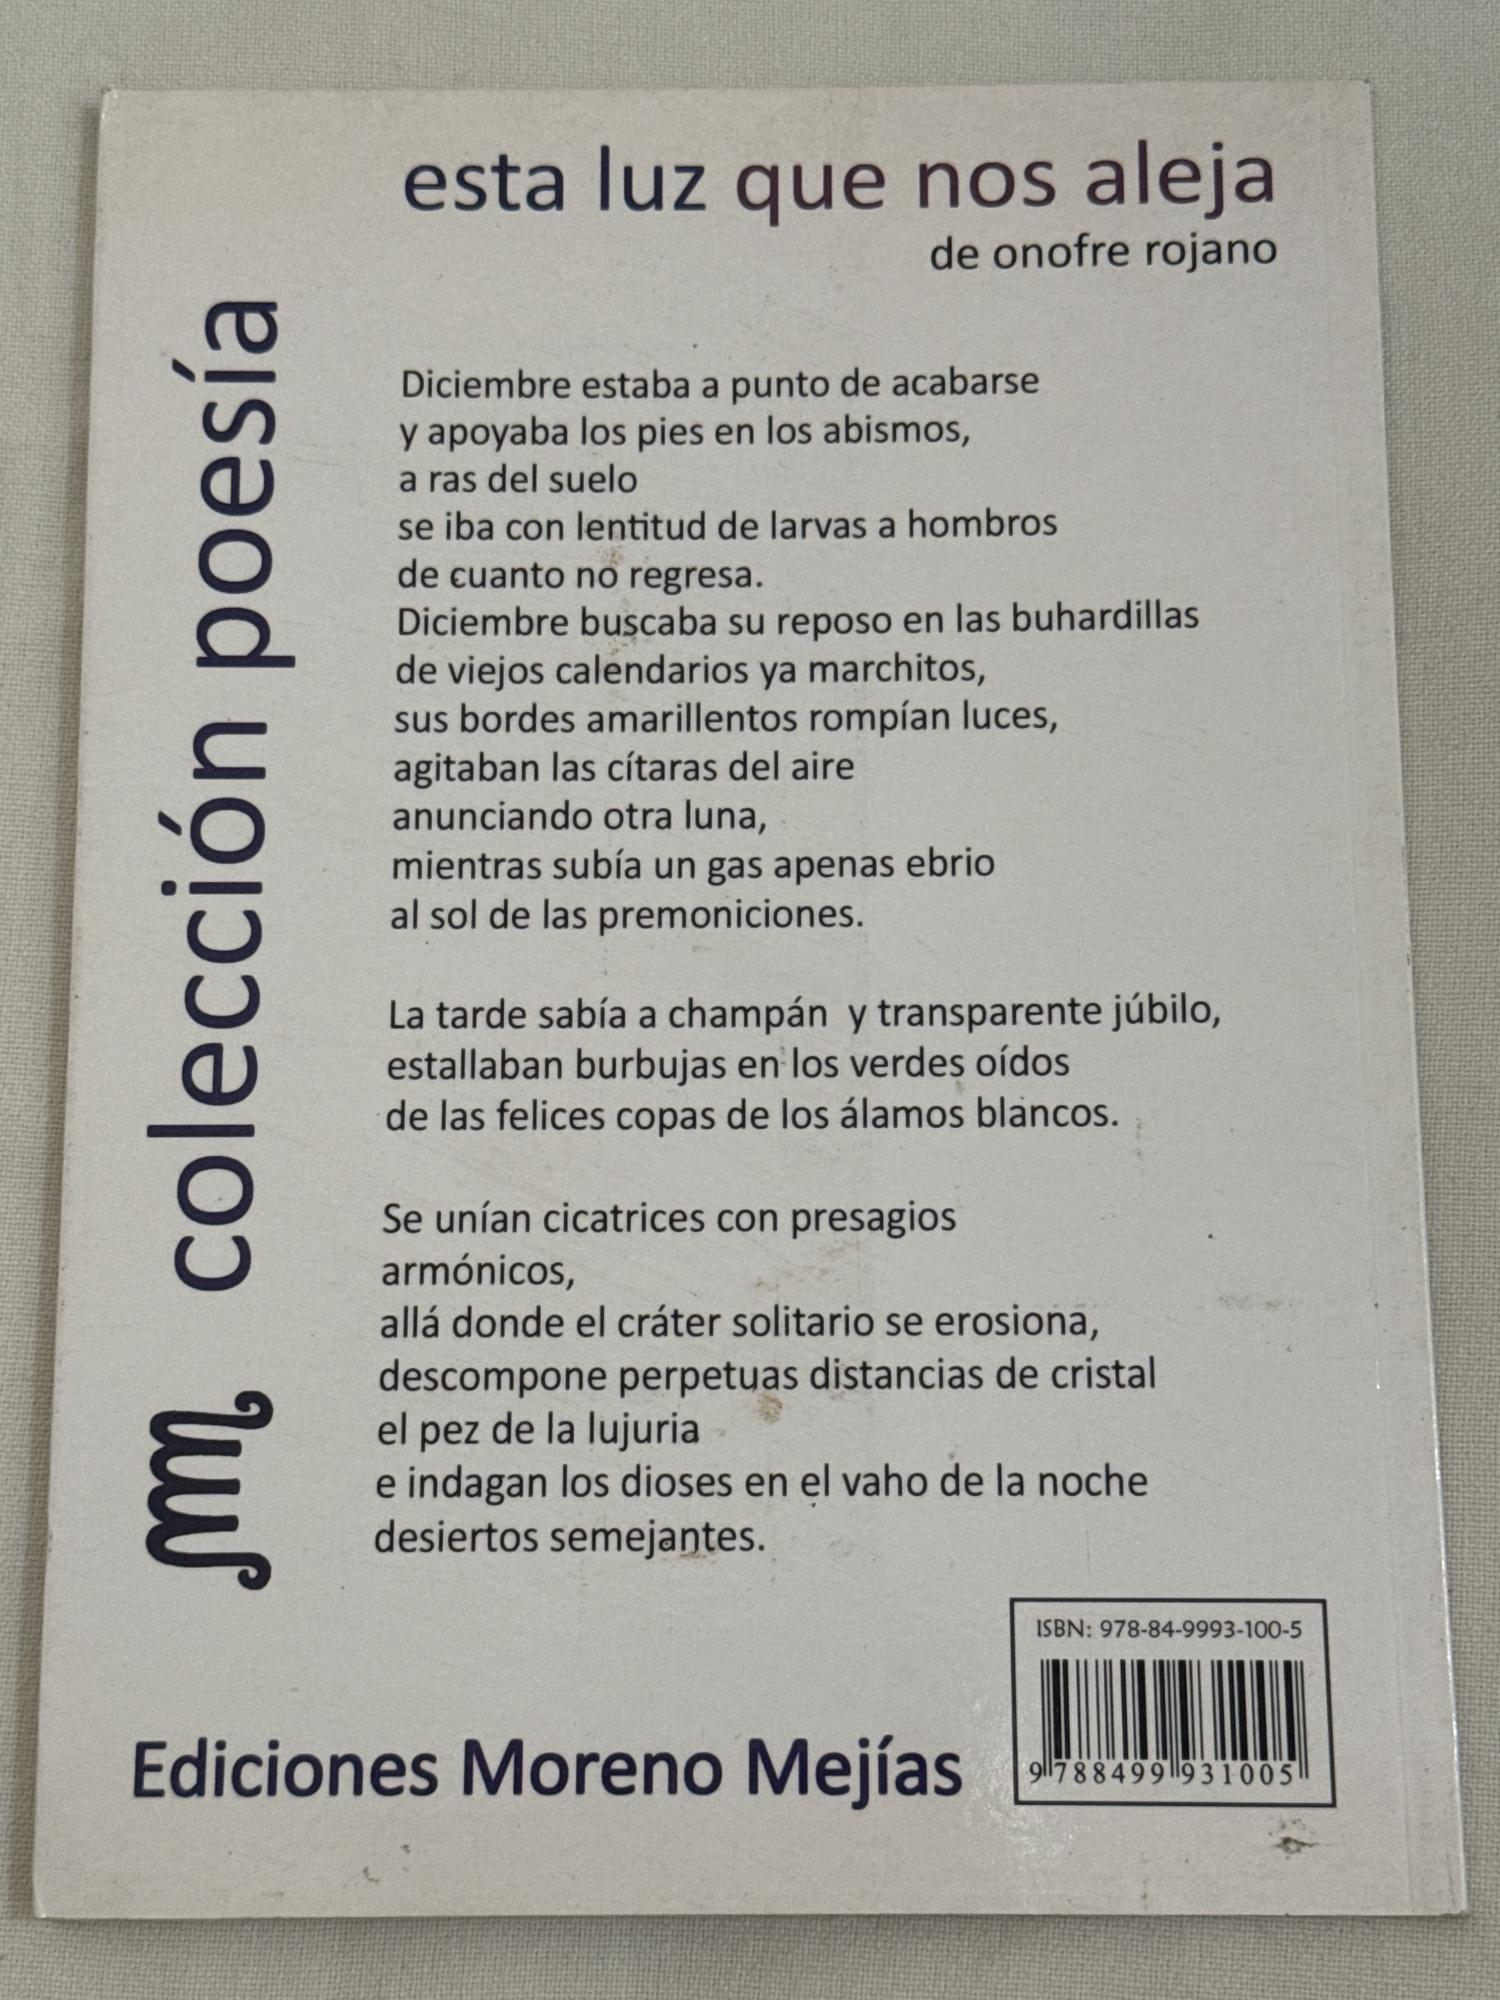 esta luz que nos aleja
de onofre rojano
colección poesía
Diciembre estaba a punto de acabarse
y apoyaba los pies en los abismos,
a ras del suelo
se iba con lentitud de larvas a hombros
de cuanto no regresa.
Diciembre buscaba su reposo en las buhardillas
de viejos calendarios ya marchitos,
sus bordes amarillentos rompían luces,
agitaban las cítaras del aire
anunciando otra luna,
mientras subía un gas apenas ebrio
al sol de las premoniciones.
La tarde sabía a champán y transparente júbilo,
estallaban burbujas en los verdes oídos
de las felices copas de los álamos blancos.
Se unían cicatrices con presagios
armónicos,
allá donde el cráter solitario se erosiona,
descompone perpetuas distancias de cristal
el pez de la lujuria
e indagan los dioses en el vaho de la noche
desiertos semejantes.
ISBN: 978-84-9993-100-5
9 788499 931005
Ediciones Moreno Mejías